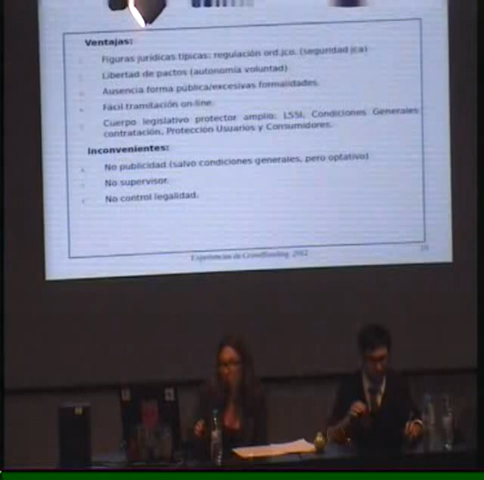 Ventajas:
Figuras jurídicas típicas: regulación ord.jco. (seguridad jca)
Libertad de pactos (autonomía voluntad)
Ausencia forma pública/excesivas formalidades.
Fácil tramitación on-line.
Cuerpo legislativo protector amplio: LSSI, Condiciones Generales
contratación, Protección Usuarios y Consumidores.
Inconvenientes:
No publicidad (salvo condiciones generales, pero optativo)
No supervisor.
No control legalidad.
Experiencias de Crowdfunding 2012